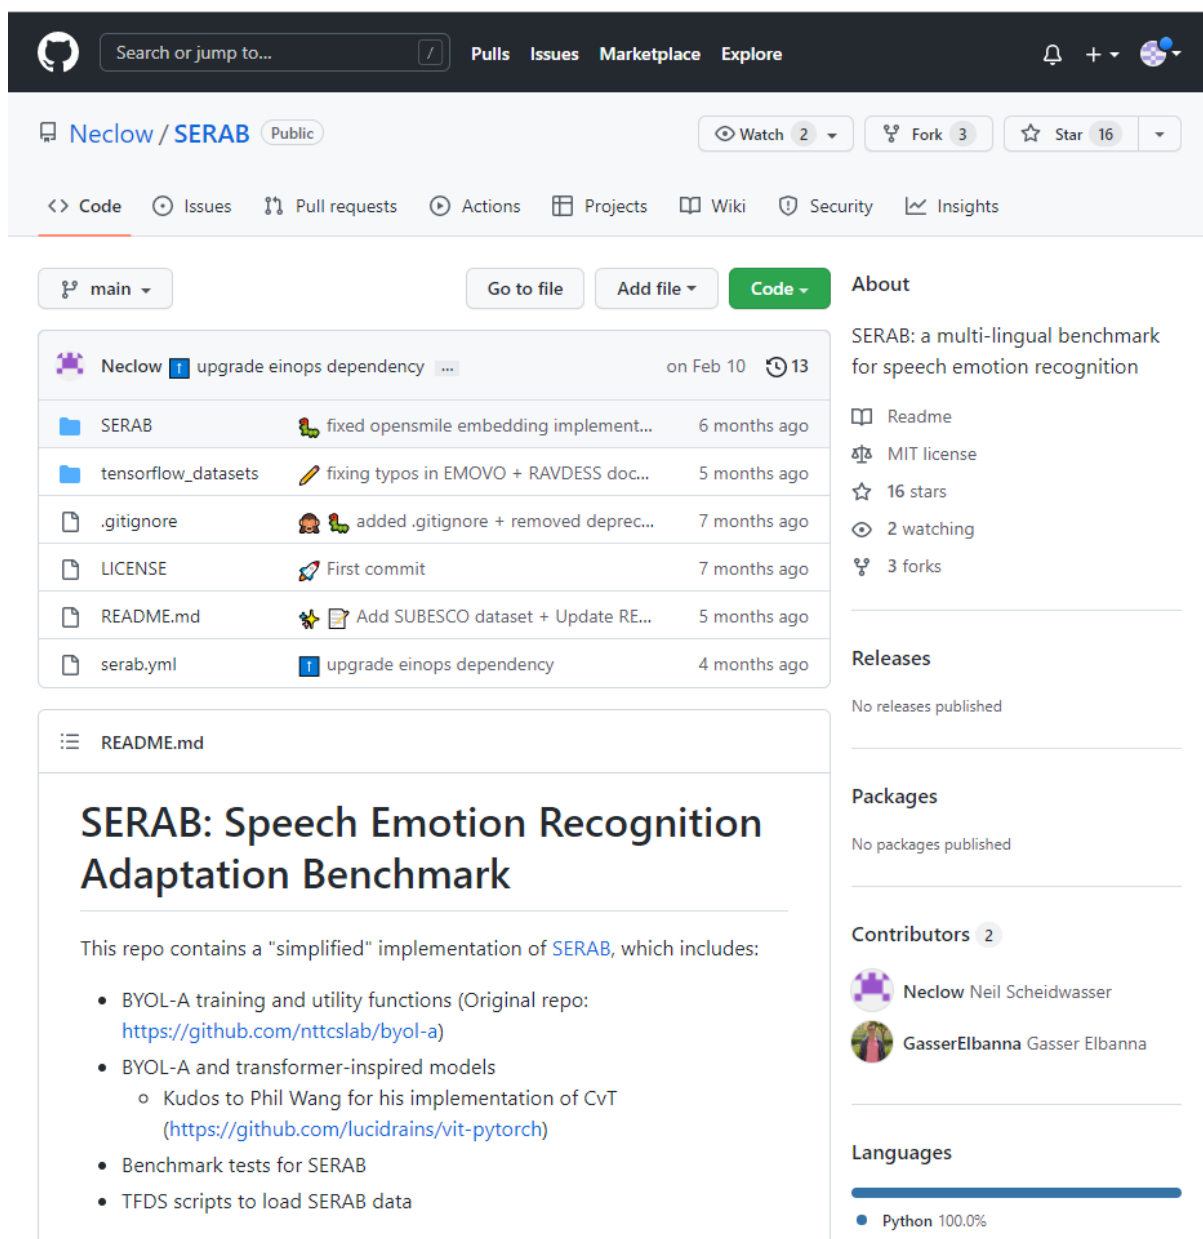 Search or jump to... /
Pulls Issues Marketplace Explore
Neclow / SERAB Public
Watch 2 Fork 3 Star 16
Code Issues Pull requests Actions Projects Wiki Security Insights
main Go to file Add file Code
Neclow upgrade einops dependency ... on Feb 10 13
SERAB fixed opensmile embedding implement... 6 months ago
tensorflow_datasets fixing typos in EMOVO + RAVDESS doc... 5 months ago
.gitignore added .gitignore + removed deprec... 7 months ago
LICENSE First commit 7 months ago
README.md Add SUBESCO dataset + Update RE... 5 months ago
serab.yml upgrade einops dependency 4 months ago
README.md
SERAB: Speech Emotion Recognition
Adaptation Benchmark
This repo contains a "simplified" implementation of SERAB, which includes:
• BYOL-A training and utility functions (Original repo:
https://github.com/nttcslab/byol-a)
• BYOL-A and transformer-inspired models
Kudos to Phil Wang for his implementation of CvT
(https://github.com/lucidrains/vit-pytorch)
• Benchmark tests for SERAB
• TFDS scripts to load SERAB data
About
SERAB: a multi-lingual benchmark
for speech emotion recognition
Readme
MIT license
16 stars
2 watching
3 forks
Releases
No releases published
Packages
No packages published
Contributors 2
Neclow Neil Scheidwasser
GasserElbanna Gasser Elbanna
Languages
Python 100.0%